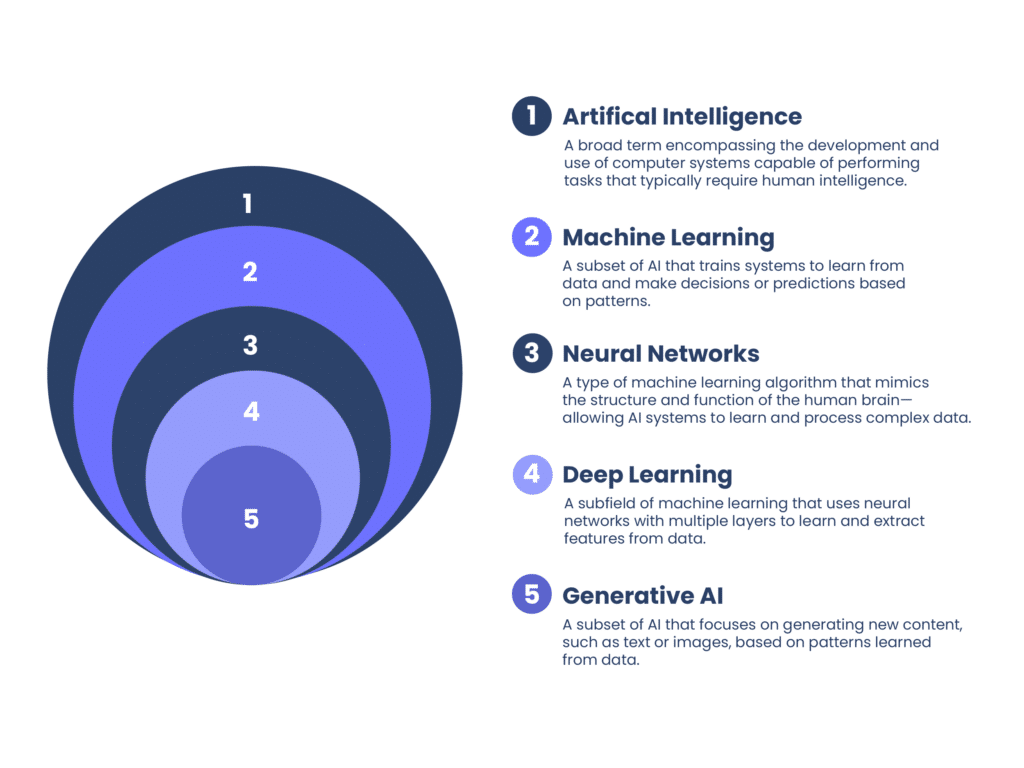 1
2
3
4
5
1 Artifical Intelligence
A broad term encompassing the development and
use of computer systems capable of performing
tasks that typically require human intelligence.
2 Machine Learning
A subset of AI that trains systems to learn from
data and make decisions or predictions based
on patterns.
3 Neural Networks
A type of machine learning algorithm that mimics
the structure and function of the human brain—
allowing AI systems to learn and process complex data.
4 Deep Learning
A subfield of machine learning that uses neural
networks with multiple layers to learn and extract
features from data.
5 Generative AI
A subset of AI that focuses on generating new content,
such as text or images, based on patterns learned
from data.